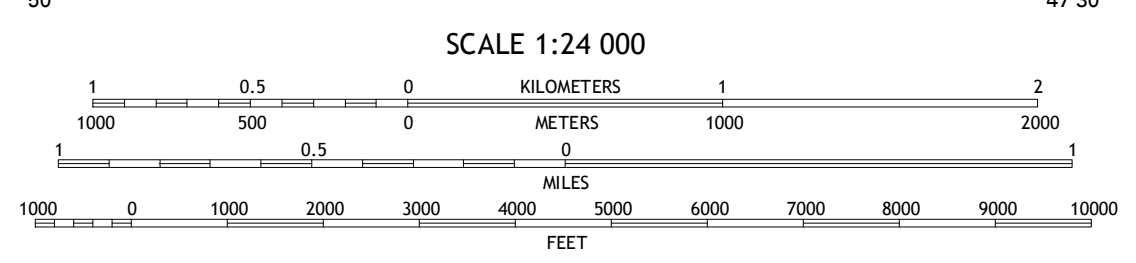 50 47'30
SCALE 1:24 000
1 0.5 0 KILOMETERS 1 2
1000 500 0 METERS 1000 2000
1 0.5 0 1
MILES
1000 0 1000 2000 3000 4000 5000 6000 7000 8000 9000 10000
FEET